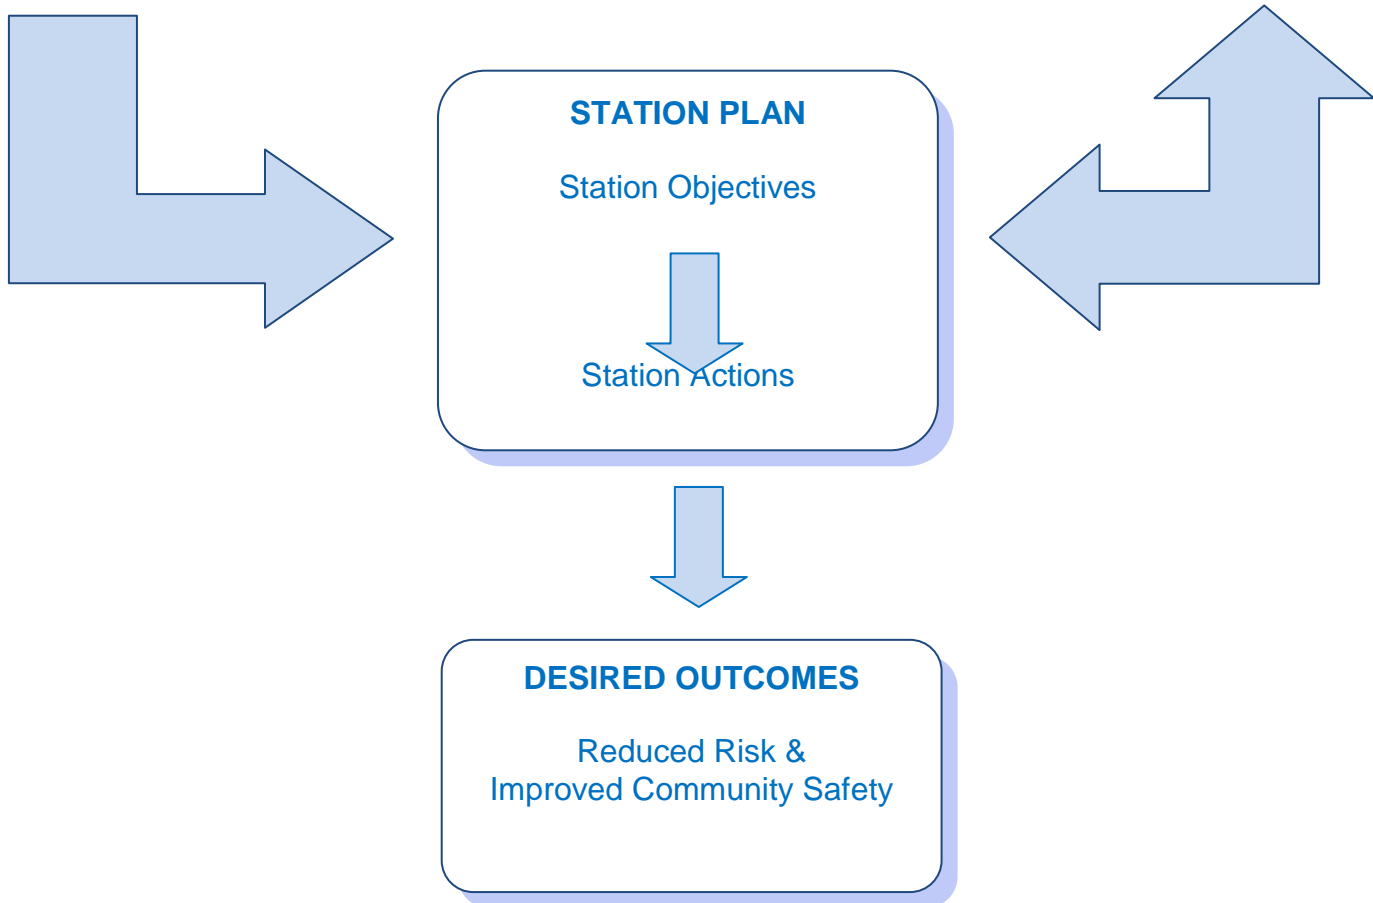 STATION PLAN
Station Objectives
Station Actions
DESIRED OUTCOMES
Reduced Risk &
Improved Community Safety